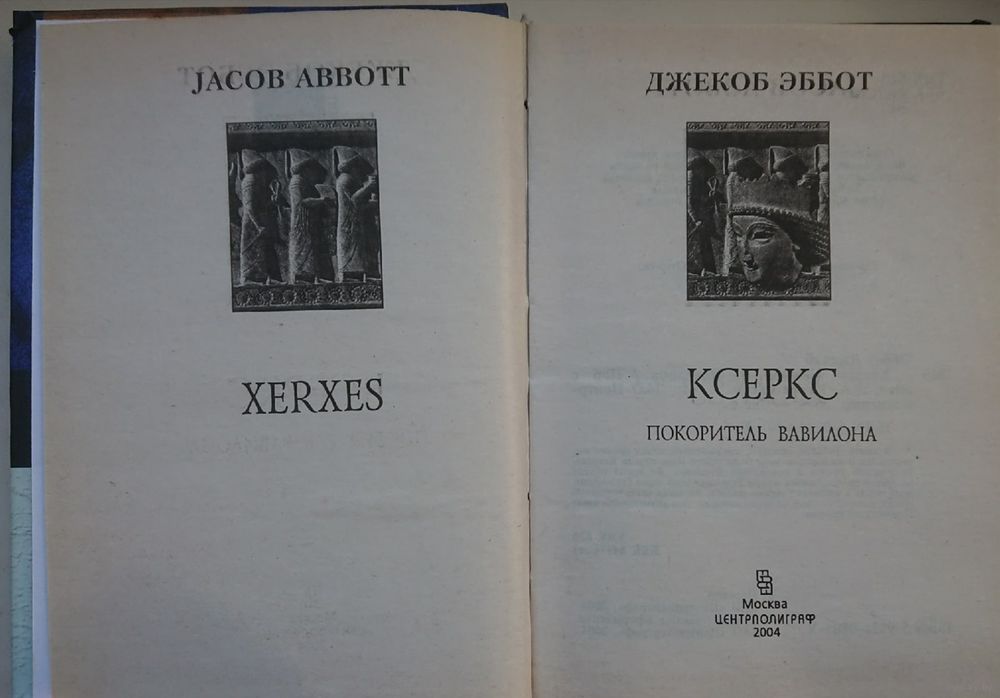 JACOB ABBOTT
XERXES
ДЖЕКОБ ЭББОТ
КСЕРКС
ПОКОРИТЕЛЬ ВАВИЛОНА
Москва
ЦЕНТРПОЛИГРАФ
2004